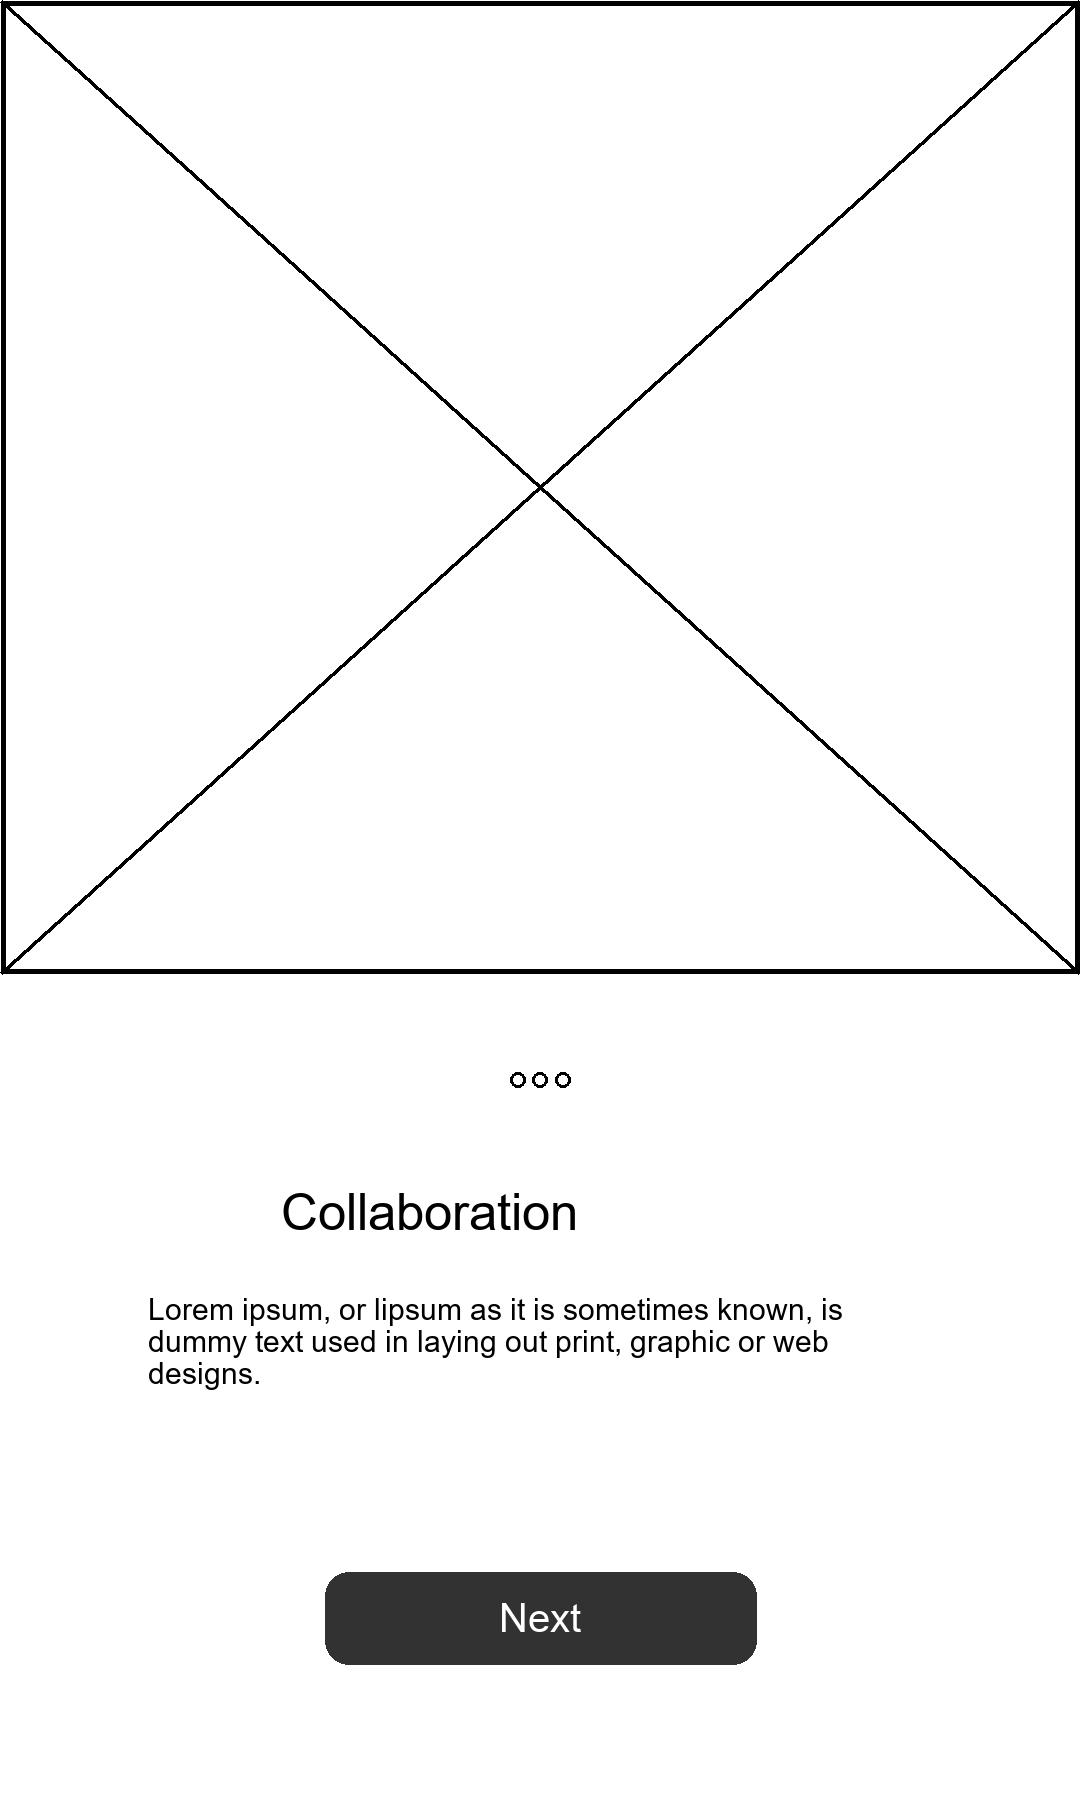 Collaboration
Lorem ipsum, or lipsum as it is sometimes known, is
dummy text used in laying out print, graphic or web
designs.
Next